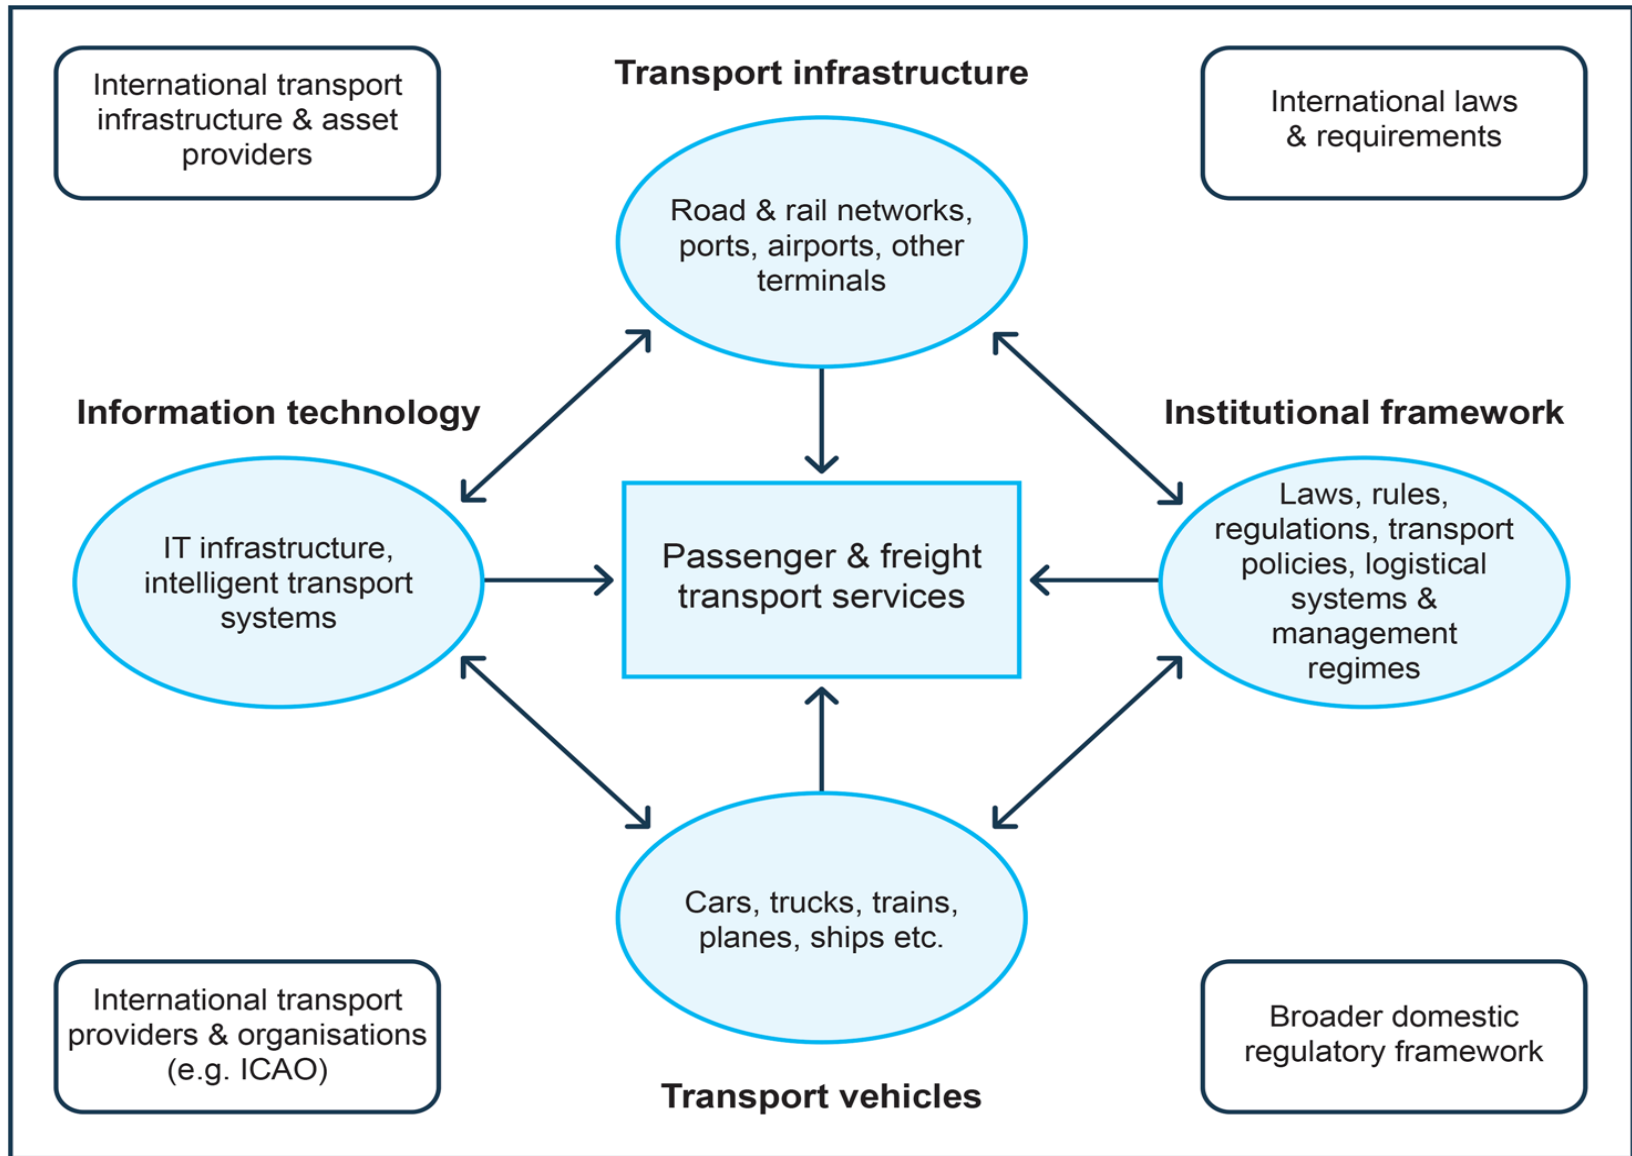 International transport
infrastructure & asset
providers
Transport infrastructure
International laws
& requirements
Road & rail networks,
ports, airports, other
terminals
Information technology
Institutional framework
IT infrastructure,
intelligent transport
systems
Passenger & freight
transport services
Laws, rules,
regulations, transport
policies, logistical
systems &
management
regimes
Cars, trucks, trains,
planes, ships etc.
International transport
providers & organisations
(e.g. ICAO)
Transport vehicles
Broader domestic
regulatory framework